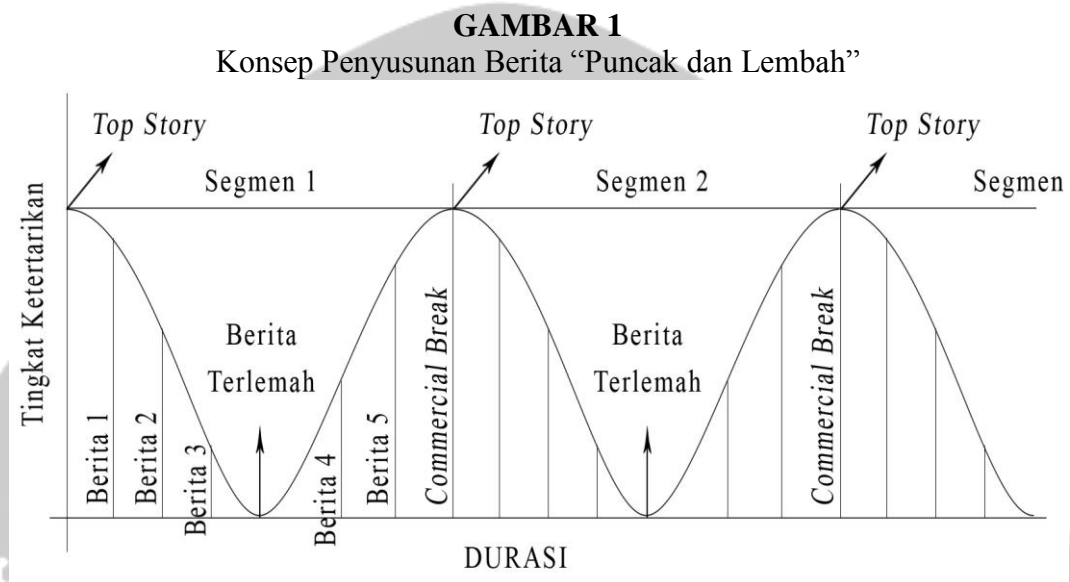 GAMBAR 1
Konsep Penyusunan Berita “Puncak dan Lembah”
Top Story
Top Story
Top Story
Segmen 1
Segmen 2
Segmen
Tingkat Ketertarikan
Berita
Terlemah
Berita
Terlemah
Berita 1
Berita 2
Berita 3
Berita 4
Berita 5
Commercial Break
Commercial Break
DURASI